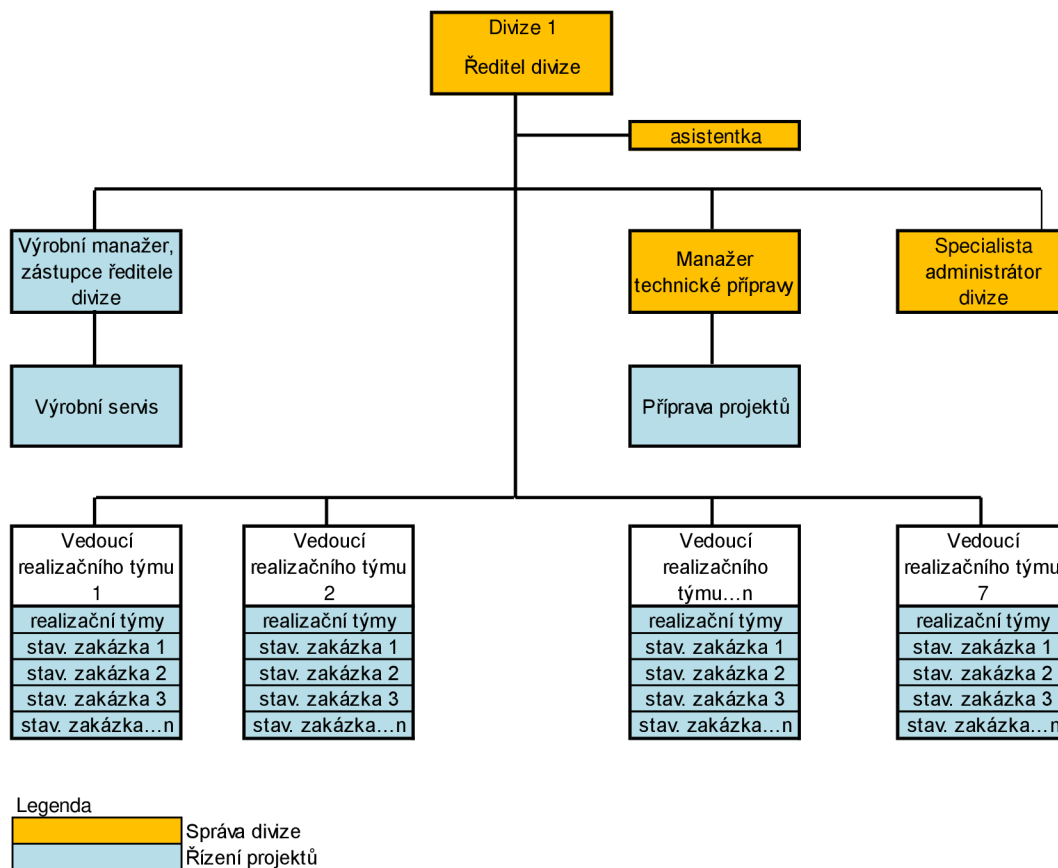 Divize 1
Ředitel divize
asistentka
Výrobní manažer,
zástupce ředitele
divize
Manažer
technické přípravy
Specialista
administrátor
divize
Výrobní servis
Příprava projektů
Vedoucí
realizačního týmu
1
realizační týmy
stav. zakázka 1
stav. zakázka 2
stav. zakázka 3
stav. zakázka...n
Vedoucí
realizačního týmu
2
realizační týmy
stav. zakázka 1
stav. zakázka 2
stav. zakázka 3
stav. zakázka...n
Vedoucí
realizačního
týmu...n
realizační týmy
stav. zakázka 1
stav. zakázka 2
stav. zakázka 3
stav. zakázka...n
Vedoucí
realizačního týmu
7
realizační týmy
stav. zakázka 1
stav. zakázka 2
stav. zakázka 3
stav. zakázka...n
Legenda
Správa divize
Řízení projektů